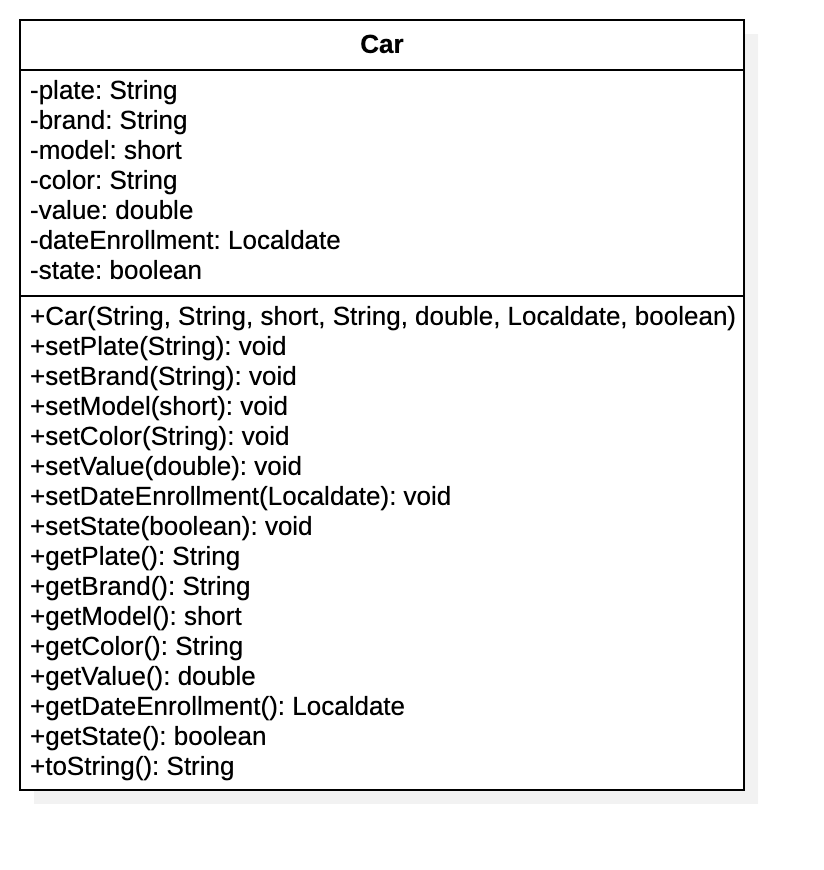 Car
-plate: String
-brand: String
-model: short
-color: String
-value: double
-dateEnrollment: Localdate
-state: boolean
+Car(String, String, short, String, double, Localdate, boolean)
+setPlate(String): void
+setBrand(String): void
+setModel(short): void
+setColor(String): void
+setValue(double): void
+setDateEnrollment(Localdate): void
+setState(boolean): void
+getPlate(): String
+getBrand(): String
+getModel(): short
+getColor(): String
+getValue(): double
+getDateEnrollment(): Localdate
+getState(): boolean
+toString(): String